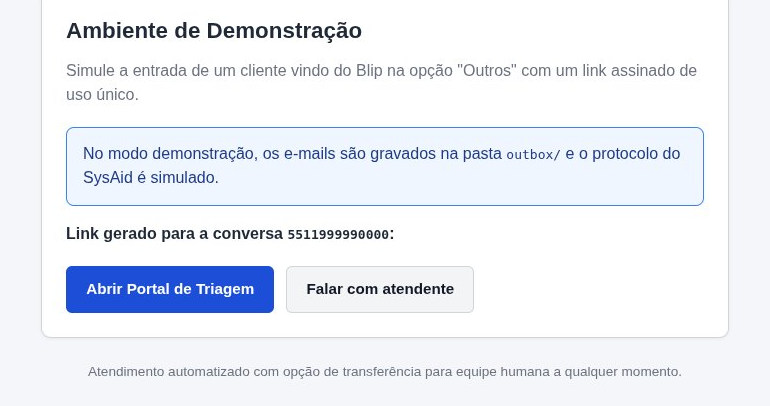 Ambiente de Demonstração
Simule a entrada de um cliente vindo do Blip na opção "Outros" com um link assinado de
uso único.
No modo demonstração, os e-mails são gravados na pasta outbox/ e o protocolo do
SysAid é simulado.
Link gerado para a conversa 5511999990000:
Abrir Portal de Triagem
Falar com atendente
Atendimento automatizado com opção de transferência para equipe humana a qualquer momento.